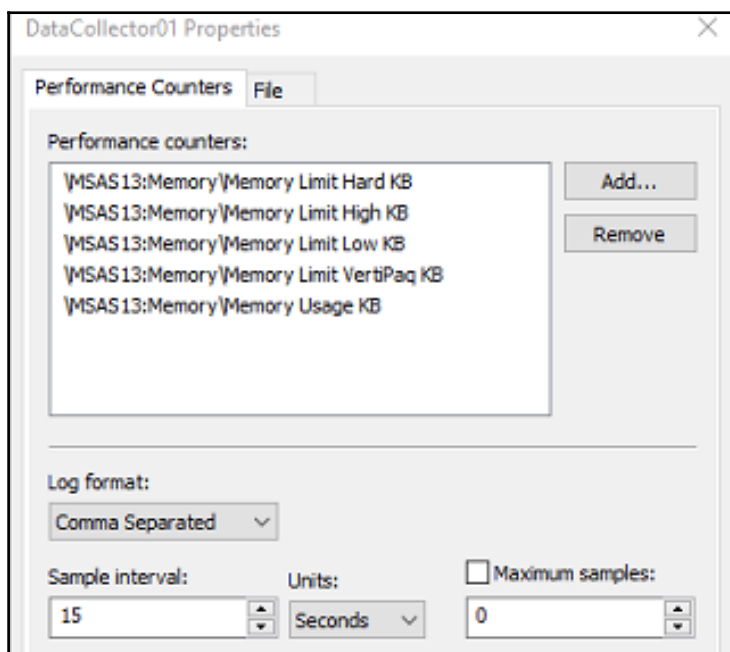 DataCollector01 Properties
Performance Counters File
Performance counters:
\MSAS13:Memory\Memory Limit Hard KB
\MSAS13:Memory\Memory Limit High KB
\MSAS13:Memory\Memory Limit Low KB
\MSAS13:Memory\Memory Limit VertiPaq KB
\MSAS13:Memory\Memory Usage KB
Add...
Remove
Log format:
Comma Separated
Sample interval: Units: Maximum samples:
15 Seconds 0